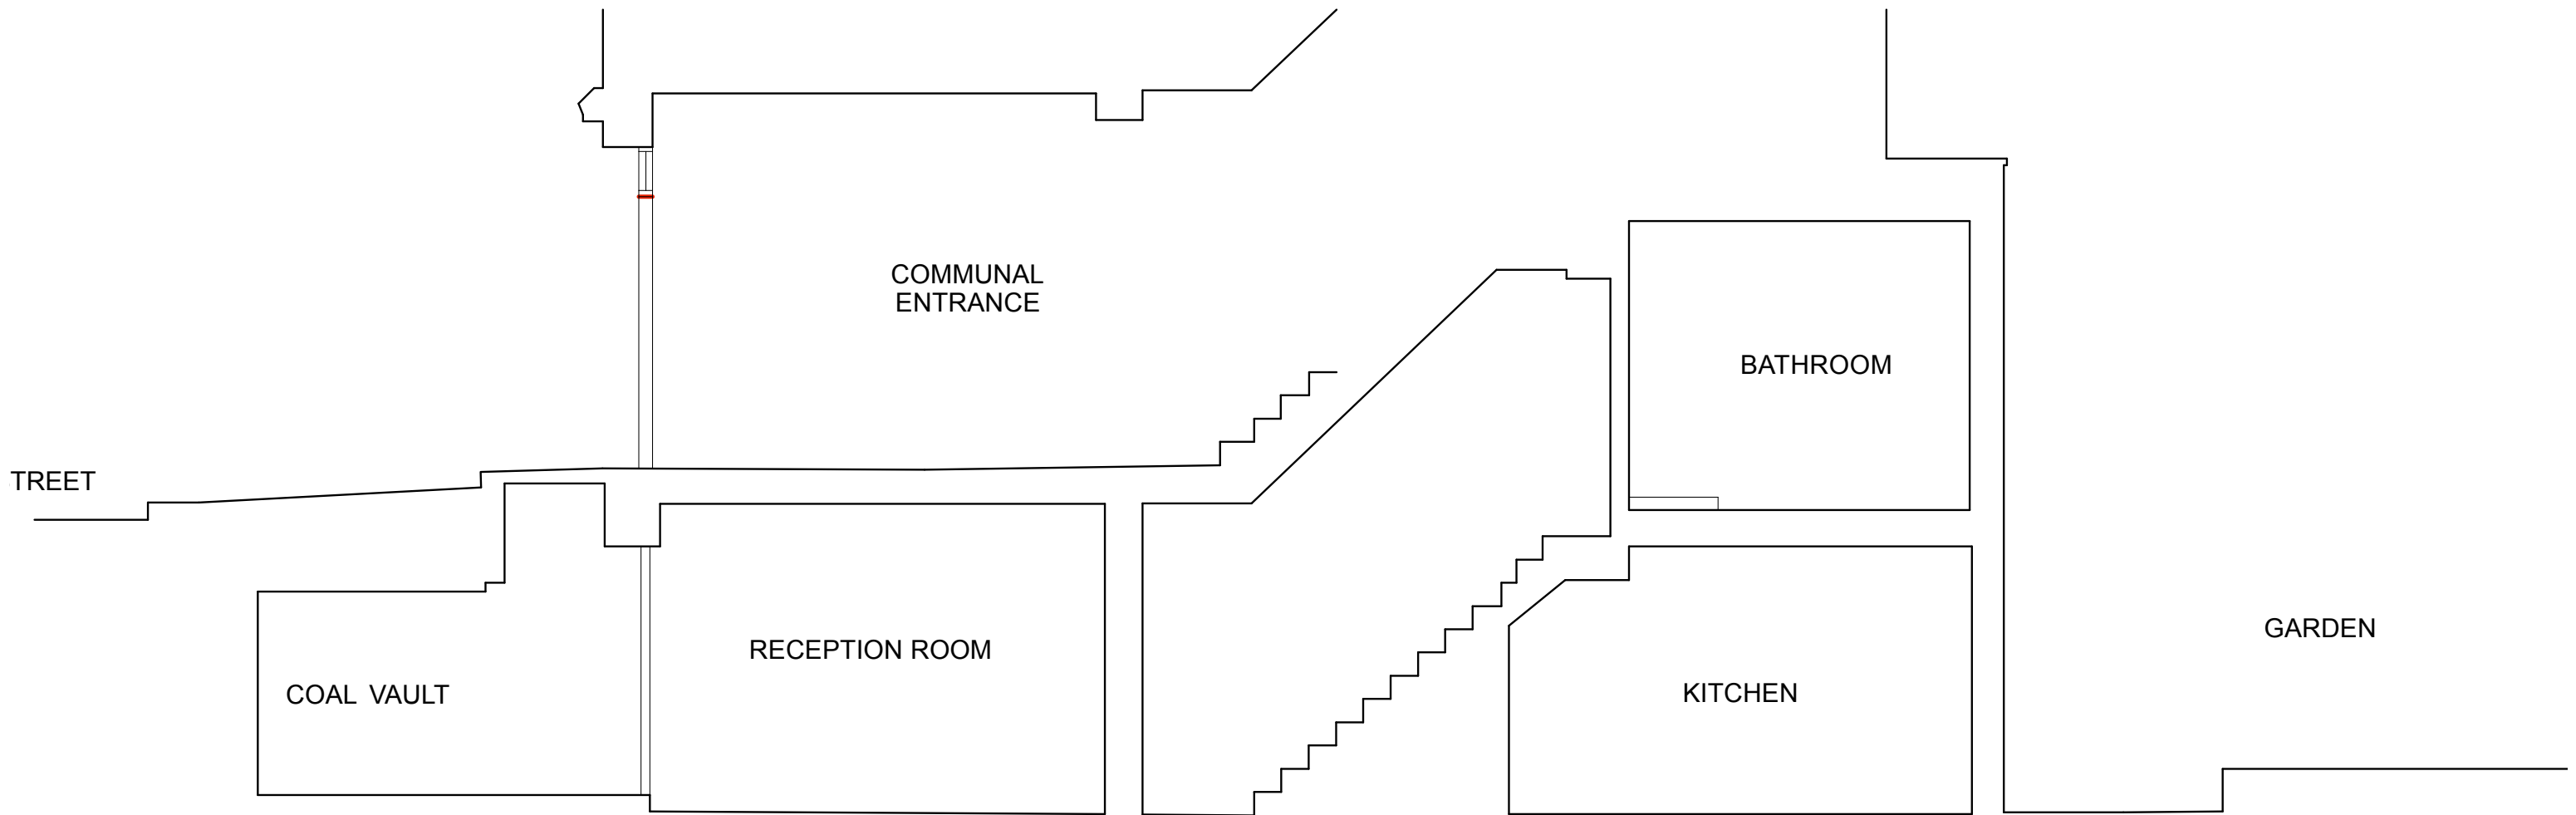 COMMUNAL
ENTRANCE
BATHROOM
TREET
GARDEN
RECEPTION ROOM
KITCHEN
COAL VAULT